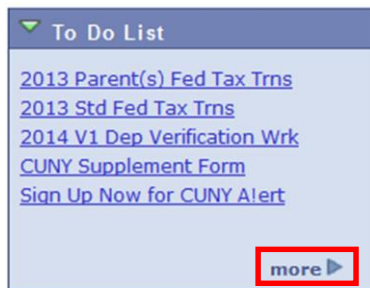 To Do List
2013 Parent(s) Fed Tax Trns
2013 Std Fed Tax Trns
2014 V1 Dep Verification Wrk
CUNY Supplement Form
Sign Up Now for CUNY A!ert
more